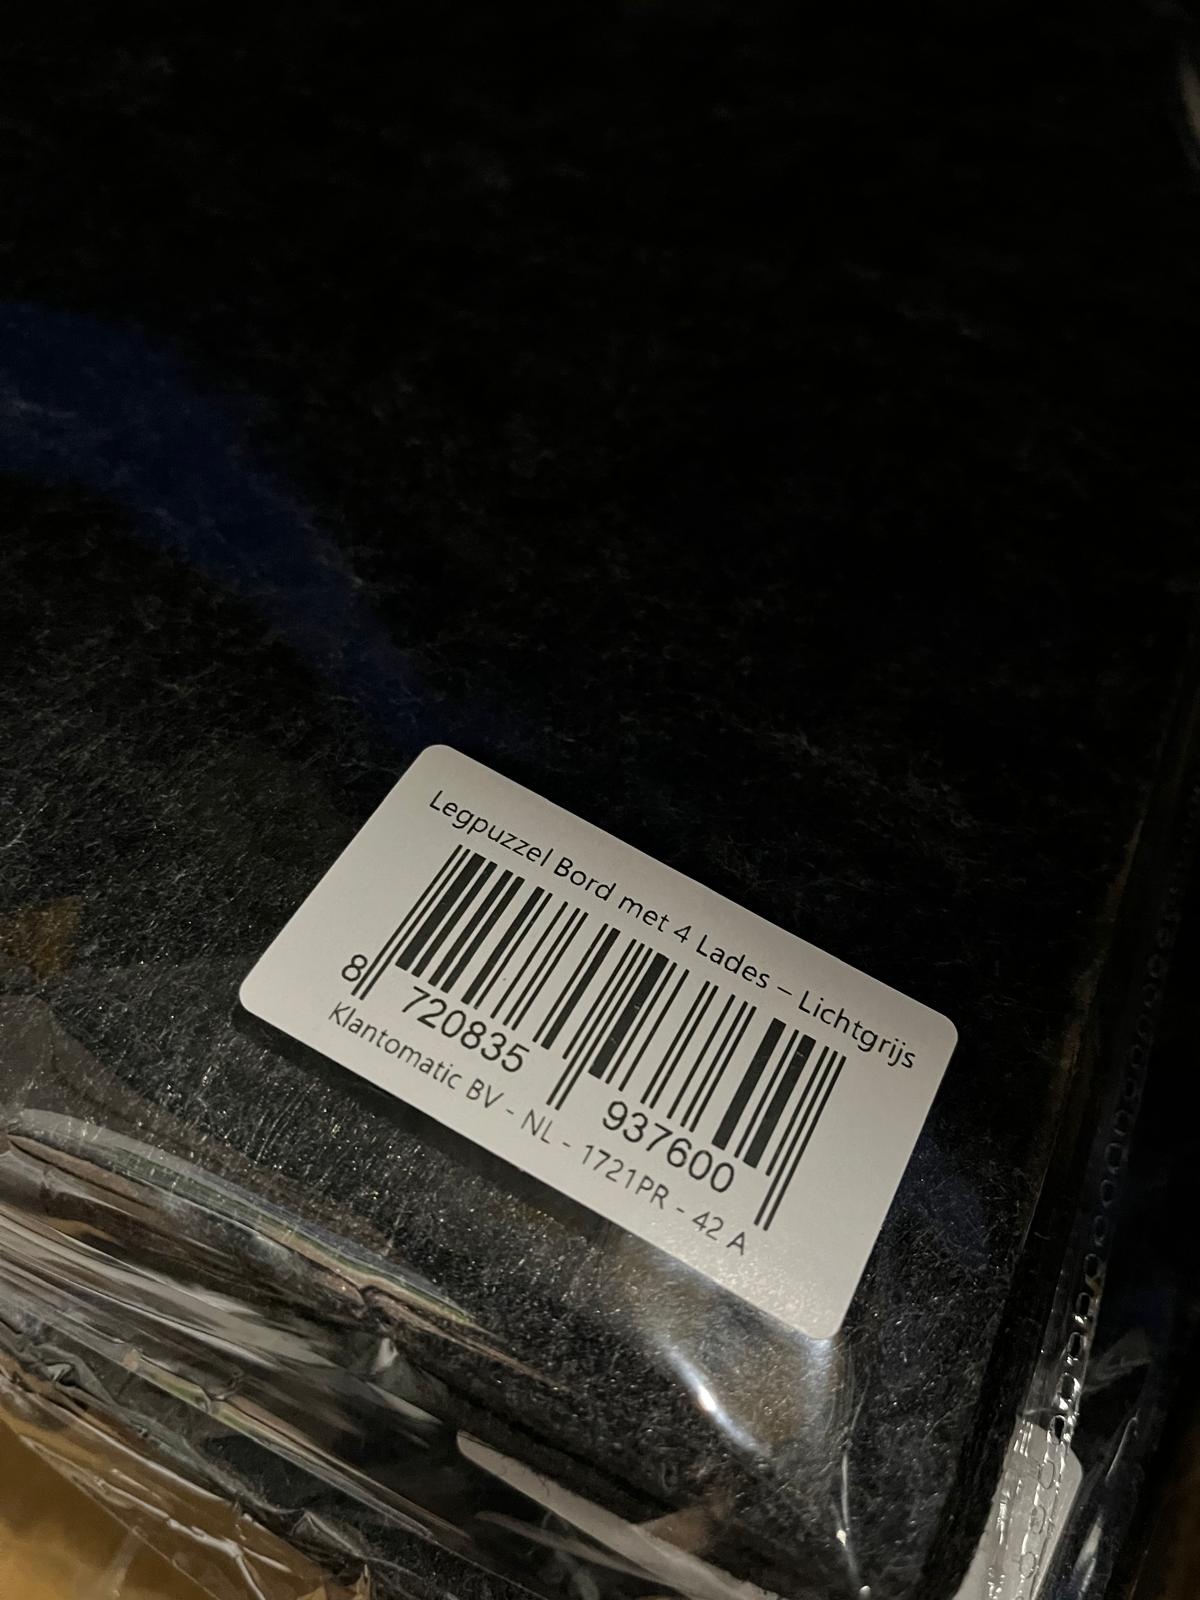 Legpuzzel Bord met 4 Lades – Lichtgrijs
8 720835 937600
Klantomatic BV - NL - 1721PR - 42 A